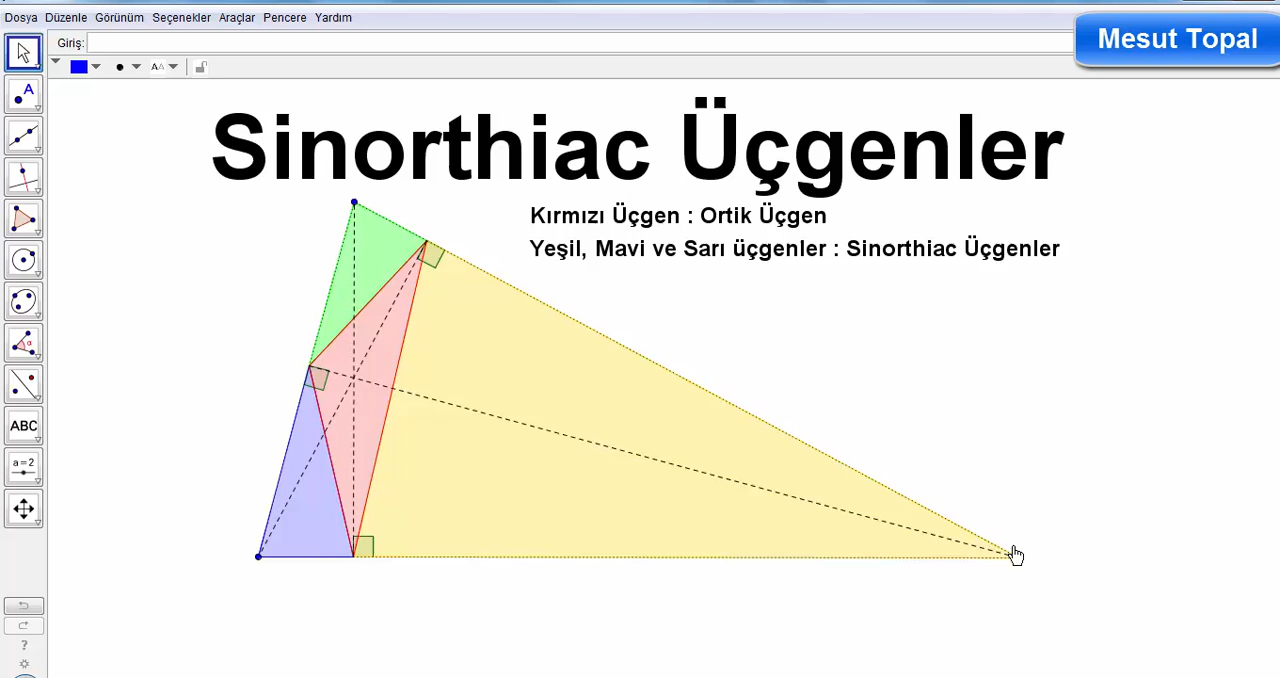 Dosya Düzenle Görünüm Seçenekler Araçlar Pencere Yardım
Giriş:
Mesut Topal
AA
A
Sinorthiac Üçgenler
Kırmızı Üçgen : Ortik Üçgen
Yeşil, Mavi ve Sarı üçgenler : Sinorthiac Üçgenler
α
ABC
a=2
?